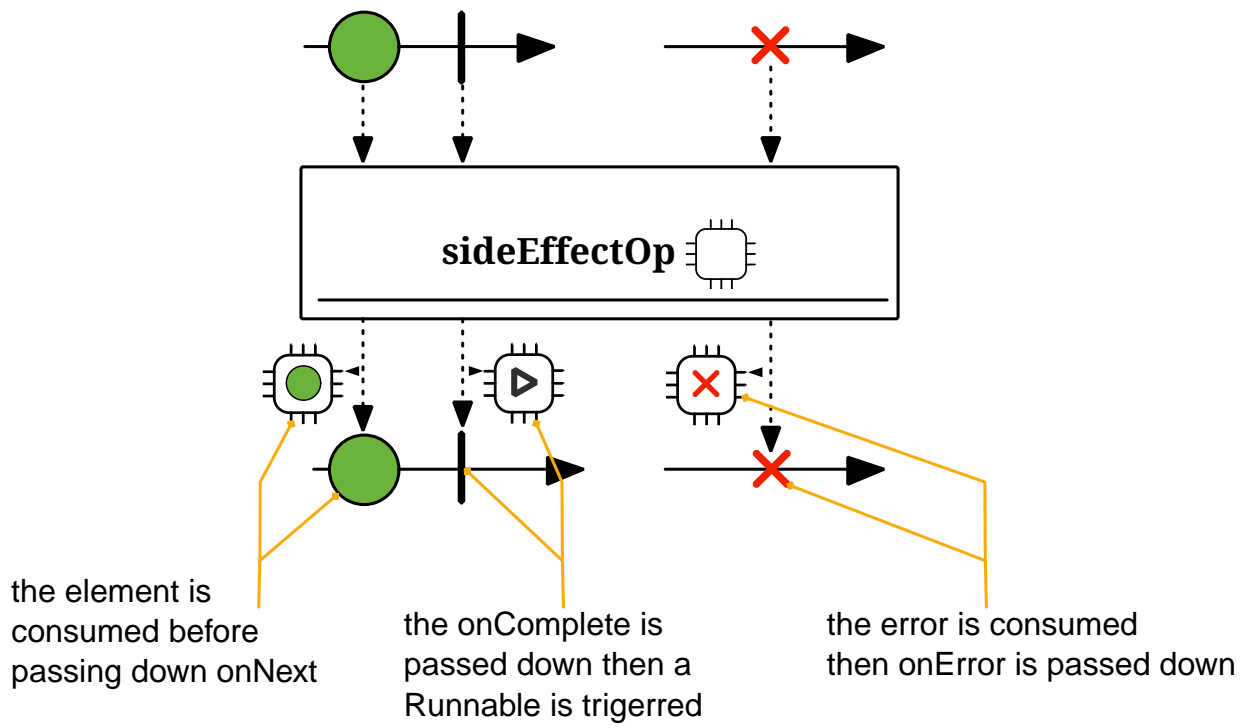 sideEffectOp
the element is
consumed before
passing down onNext
the onComplete is
passed down then a
Runnable is trigerred
the error is consumed
then onError is passed down